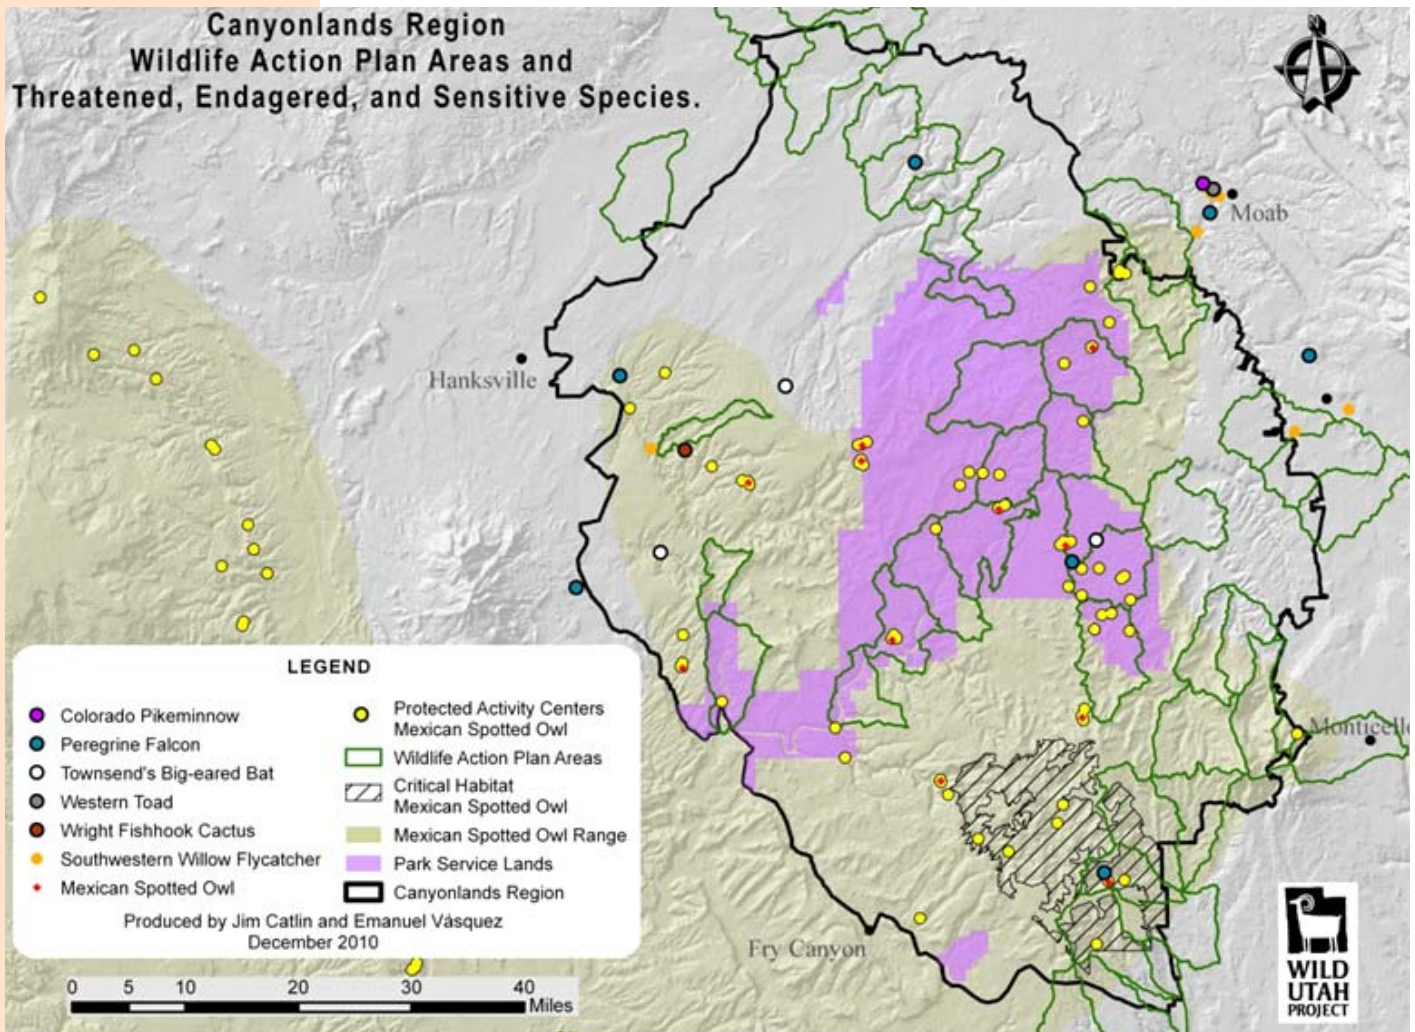 Canyonlands Region
Wildlife Action Plan Areas and
Threatened, Endagered, and Sensitive Species.
N
Moab
Hanksville
Monticello
Fry Canyon
LEGEND
Colorado Pikeminnow
Peregrine Falcon
Townsend's Big-eared Bat
Western Toad
Wright Fishhook Cactus
Southwestern Willow Flycatcher
Mexican Spotted Owl
Protected Activity Centers
Mexican Spotted Owl
Wildlife Action Plan Areas
Critical Habitat
Mexican Spotted Owl
Mexican Spotted Owl Range
Park Service Lands
Canyonlands Region
Produced by Jim Catlin and Emanuel Vásquez
December 2010
0 5 10 20 30 40
Miles
WILD
UTAH
PROJECT